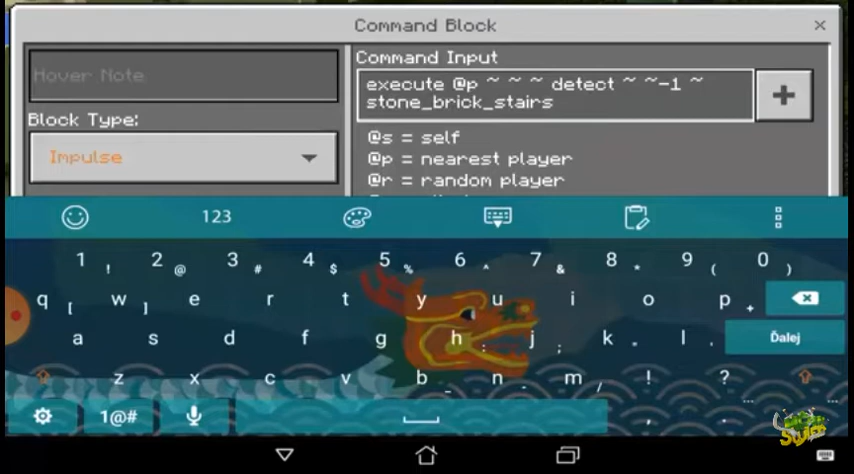 Command Block
Hover Note
Block Type:
Impulse
Command Input
execute @p ~ ~ ~ detect ~ ~-1 ~
stone_brick_stairs
@s = self
@p = nearest player
@r = random player
123
1 ! 2 @ 3 # 4 $ 5 % 6 ^ 7 & 8 * 9 ( 0 )
q [ w ] e r t y u i o p +
a s d f g h : j ; k " l '
Ďalej
z x c v b _ n - m / ! ?
1@# , .